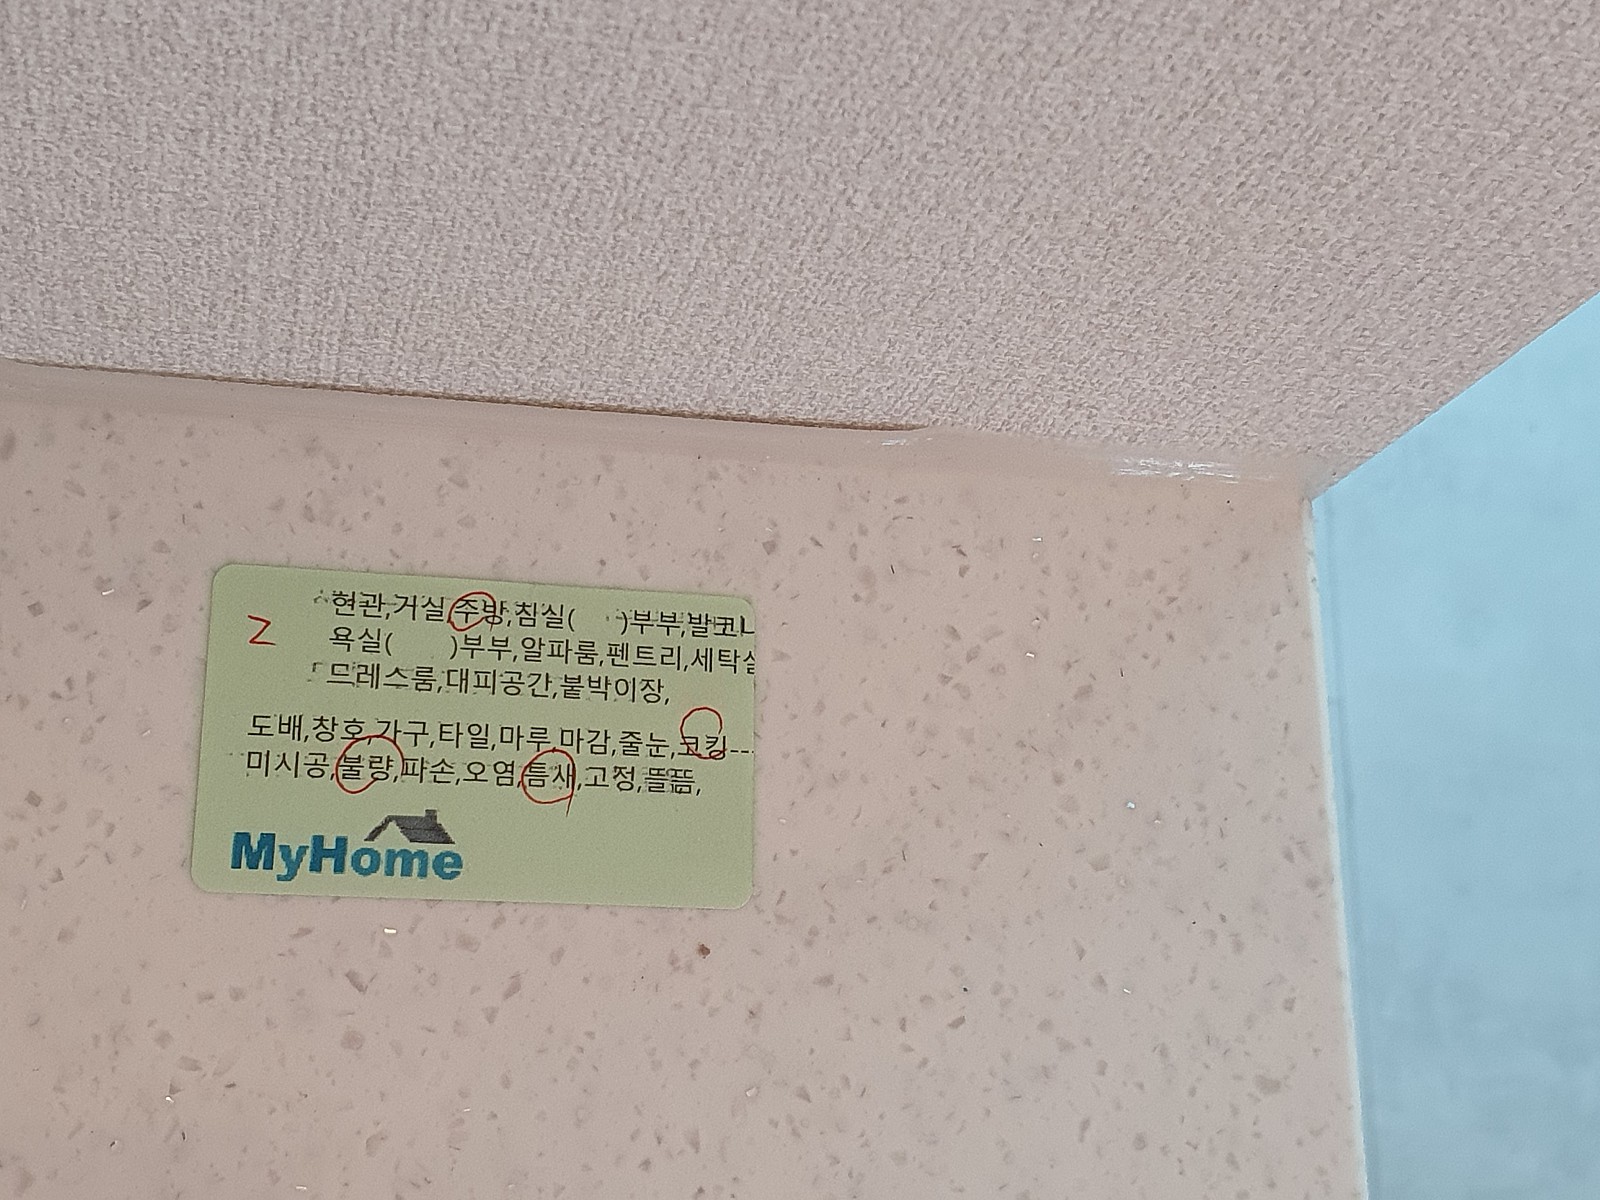 2
현관,거실,주방,침실( )부부,발코니
욕실( )부부,알파룸,펜트리,세탁실
드레스룸,대피공간,붙박이장,
도배,창호,가구,타일,마루,마감,줄눈,코킹---
미시공,불량,파손,오염,틈새,고정,뜰뜸,
MyHome